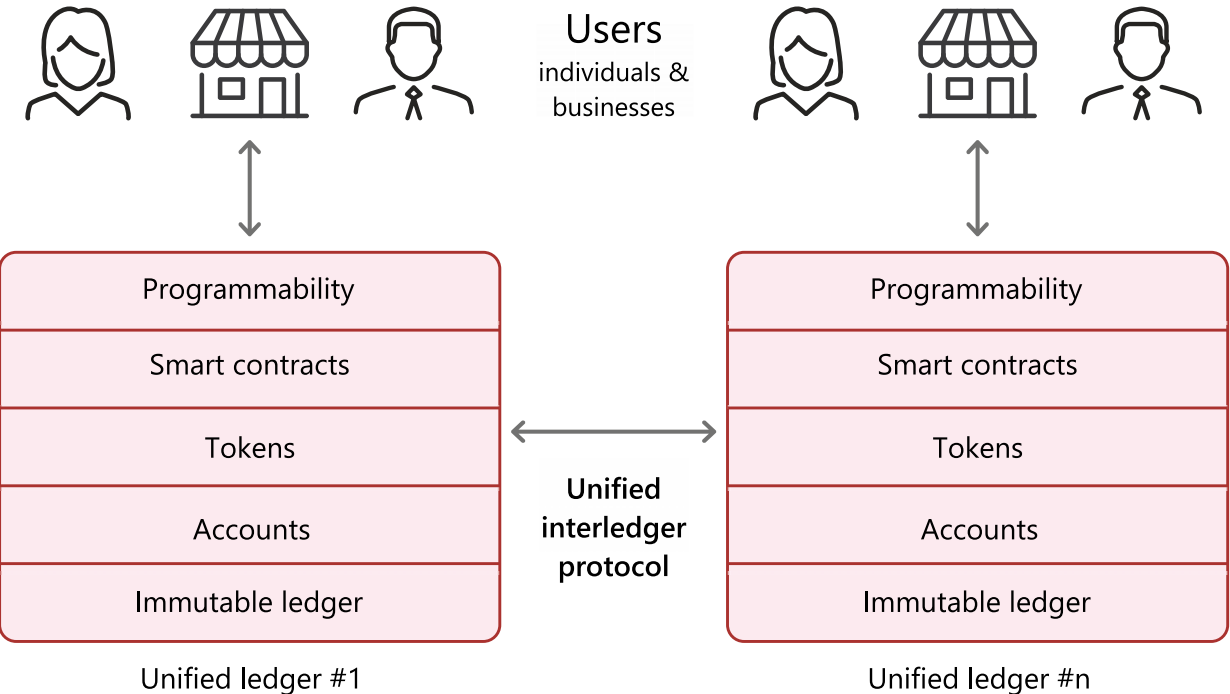 Users
individuals &
businesses
Programmability
Smart contracts
Tokens
Accounts
Immutable ledger
Unified ledger #1
Unified
interledger
protocol
Programmability
Smart contracts
Tokens
Accounts
Immutable ledger
Unified ledger #n